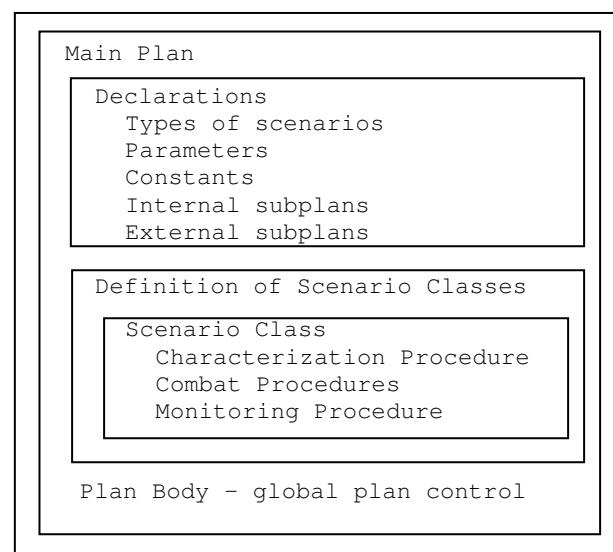 Main Plan
Declarations
Types of scenarios
Parameters
Constants
Internal subplans
External subplans
Definition of Scenario Classes
Scenario Class
Characterization Procedure
Combat Procedures
Monitoring Procedure
Plan Body – global plan control